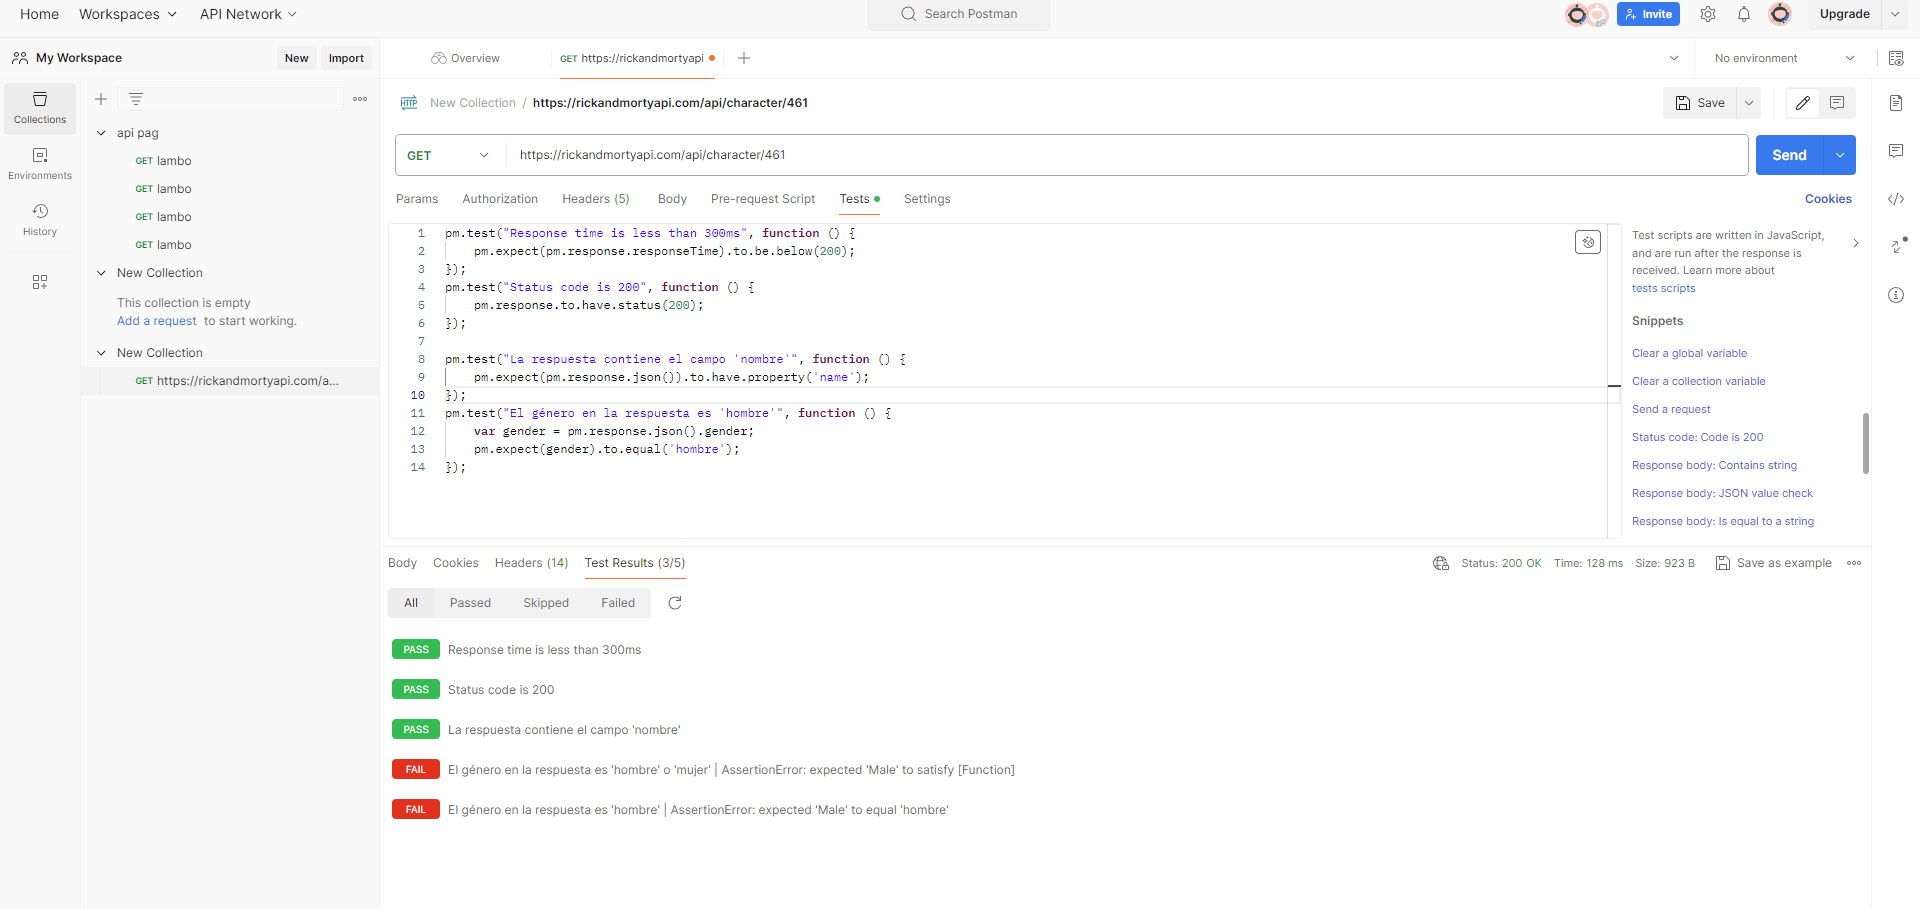 Home Workspaces API Network Search Postman Invite Upgrade
My Workspace New Import Overview GET https://rickandmortyapi No environment
New Collection / https://rickandmortyapi.com/api/character/461 Save
GET https://rickandmortyapi.com/api/character/461 Send
Params Authorization Headers (5) Body Pre-request Script Tests Settings Cookies
Collections
Environments
History
api pag
GET lambo
GET lambo
GET lambo
GET lambo
New Collection
This collection is empty
Add a request to start working.
New Collection
GET https://rickandmortyapi.com/a...
1 pm.test("Response time is less than 300ms", function () {
2 pm.expect(pm.response.responseTime).to.be.below(200);
3 });
4 pm.test("Status code is 200", function () {
5 pm.response.to.have.status(200);
6 });
7
8 pm.test("La respuesta contiene el campo 'nombre'", function () {
9 pm.expect(pm.response.json()).to.have.property('name');
10 });
11 pm.test("El género en la respuesta es 'hombre'", function () {
12 var gender = pm.response.json().gender;
13 pm.expect(gender).to.equal('hombre');
14 });
Test scripts are written in JavaScript,
and are run after the response is
received. Learn more about
tests scripts
Snippets
Clear a global variable
Clear a collection variable
Send a request
Status code: Code is 200
Response body: Contains string
Response body: JSON value check
Response body: Is equal to a string
Body Cookies Headers (14) Test Results (3/5) Status: 200 OK Time: 128 ms Size: 923 B Save as example
All Passed Skipped Failed
PASS Response time is less than 300ms
PASS Status code is 200
PASS La respuesta contiene el campo 'nombre'
FAIL El género en la respuesta es 'hombre' o 'mujer' | AssertionError: expected 'Male' to satisfy [Function]
FAIL El género en la respuesta es 'hombre' | AssertionError: expected 'Male' to equal 'hombre'